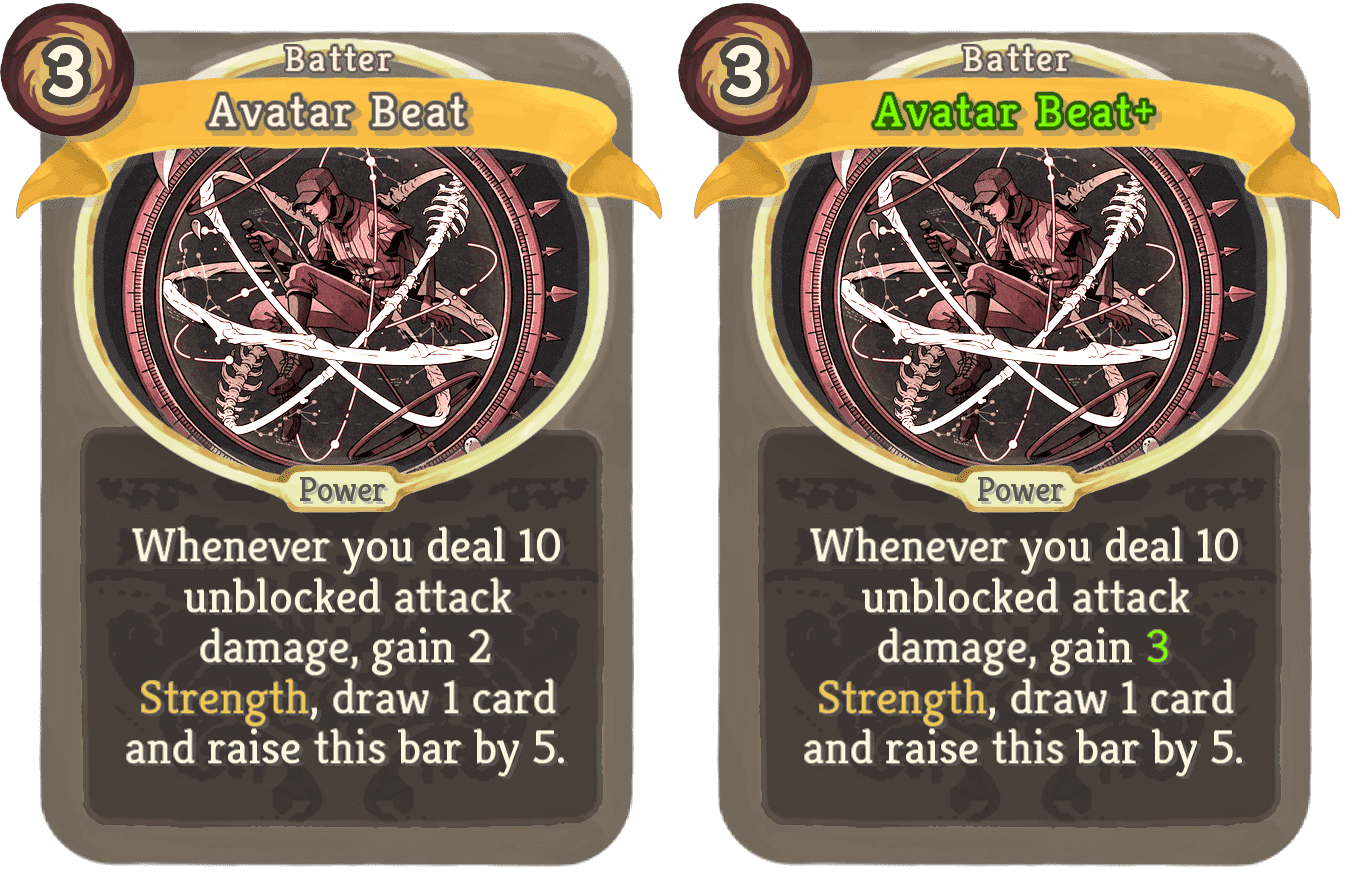 3
Batter
Avatar Beat
Power
Whenever you deal 10
unblocked attack
damage, gain 2
Strength, draw 1 card
and raise this bar by 5.
3
Batter
Avatar Beat+
Power
Whenever you deal 10
unblocked attack
damage, gain 3
Strength, draw 1 card
and raise this bar by 5.